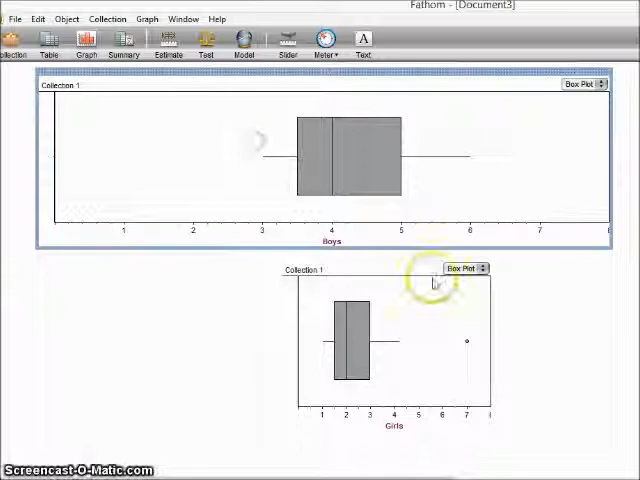 Fathom - [Document3]
File Edit Object Collection Graph Window Help
ollection Table Graph Summary Estimate Test Model Slider Meter Text
Collection 1 Box Plot
1 2 3 4 5 6 7
Boys
Collection 1 Box Plot
1 2 3 4 5 6 7 8
Girls
Screencast-O-Matic.com